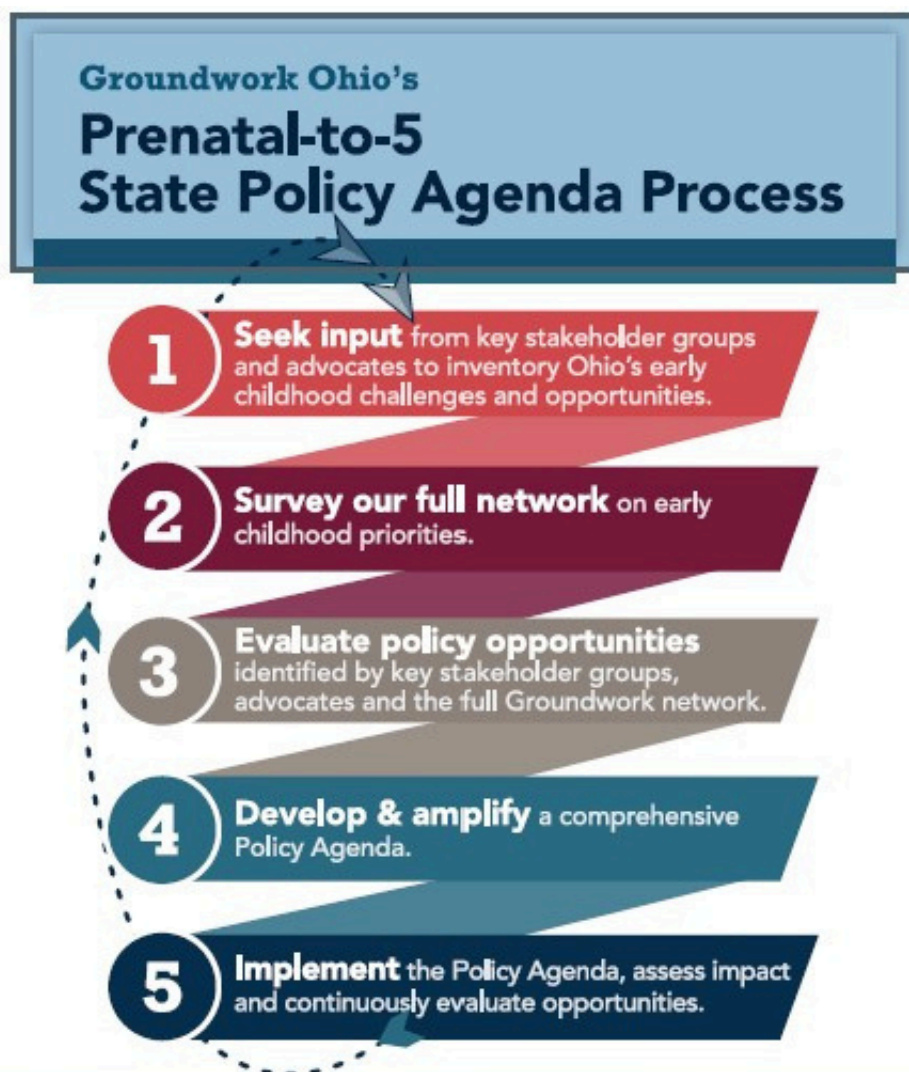 Groundwork Ohio's
Prenatal-to-5
State Policy Agenda Process
1
Seek input from key stakeholder groups
and advocates to inventory Ohio's early
childhood challenges and opportunities.
2
Survey our full network on early
childhood priorities.
3
Evaluate policy opportunities
identified by key stakeholder groups,
advocates and the full Groundwork network.
4
Develop & amplify a comprehensive
Policy Agenda.
5
Implement the Policy Agenda, assess impact
and continuously evaluate opportunities.